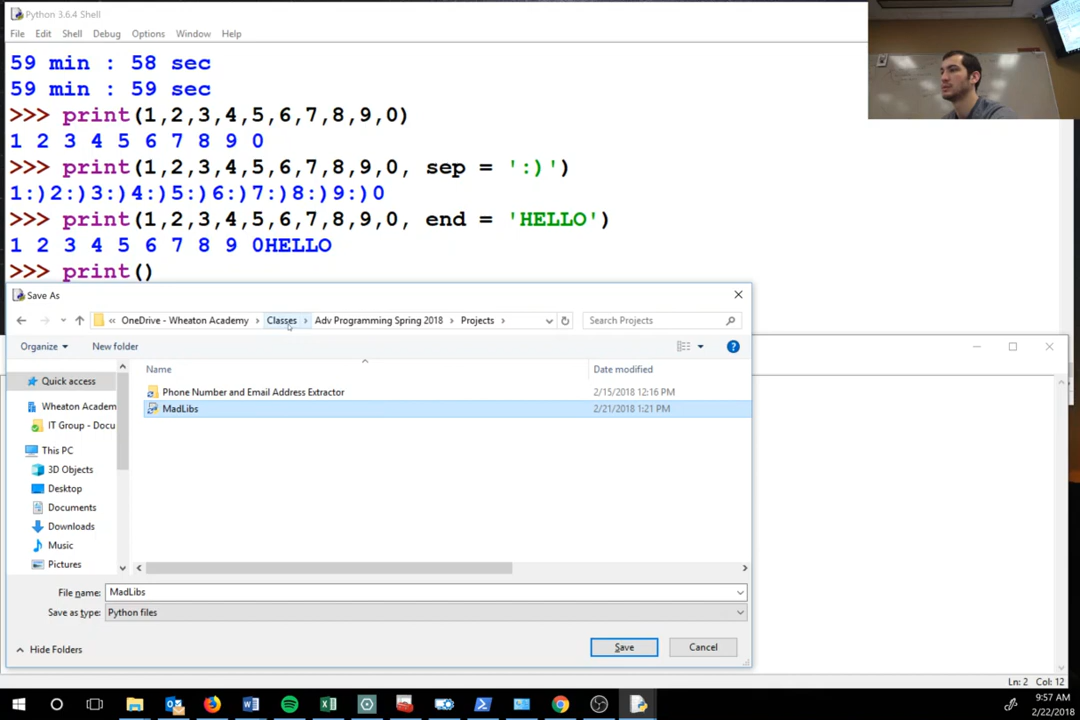 Python 3.6.4 Shell
File Edit Shell Debug Options Window Help
59 min : 58 sec
59 min : 59 sec
>>> print(1,2,3,4,5,6,7,8,9,0)
1 2 3 4 5 6 7 8 9 0
>>> print(1,2,3,4,5,6,7,8,9,0, sep = ':)')
1:)2:)3:)4:)5:)6:)7:)8:)9:)0
>>> print(1,2,3,4,5,6,7,8,9,0, end = 'HELLO')
1 2 3 4 5 6 7 8 9 0HELLO
>>> print()
Save As
« OneDrive - Wheaton Academy > Classes > Adv Programming Spring 2018 > Projects >
Search Projects
Organize New folder
Name Date modified
Quick access
Phone Number and Email Address Extractor 2/15/2018 12:16 PM
Wheaton Academ
MadLibs 2/21/2018 1:21 PM
IT Group - Docu
This PC
3D Objects
Desktop
Documents
Downloads
Music
Pictures
File name: MadLibs
Save as type: Python files
Hide Folders Save Cancel
Ln: 2 Col: 12
9:57 AM
2/22/2018